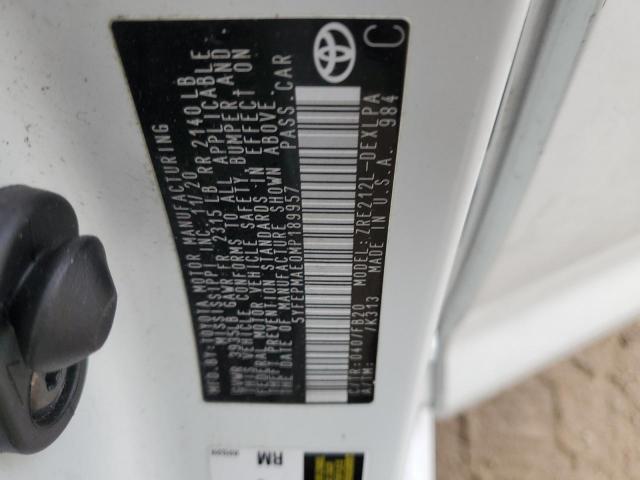 MFD.BY:TOYOTA MOTOR MANUFACTURING
MISSISSIPPI, INC. 11/20
GVWR 3935LB GAWR FR 2315 LB RR 2140 LB
THIS VEHICLE CONFORMS TO ALL APPLICABLE
FEDERAL MOTOR VEHICLE SAFETY, BUMPER, AND
THEFT PREVENTION STANDARDS IN EFFECT ON
THE DATE OF MANUFACTURE SHOWN ABOVE.
5YFEPMAE0MP189957 PASS.CAR
C/TR:040/FB20 MODEL:ZRE212L-DEXLPA
A/TM: /K313 MADE IN U.S.A. 984
C
RM